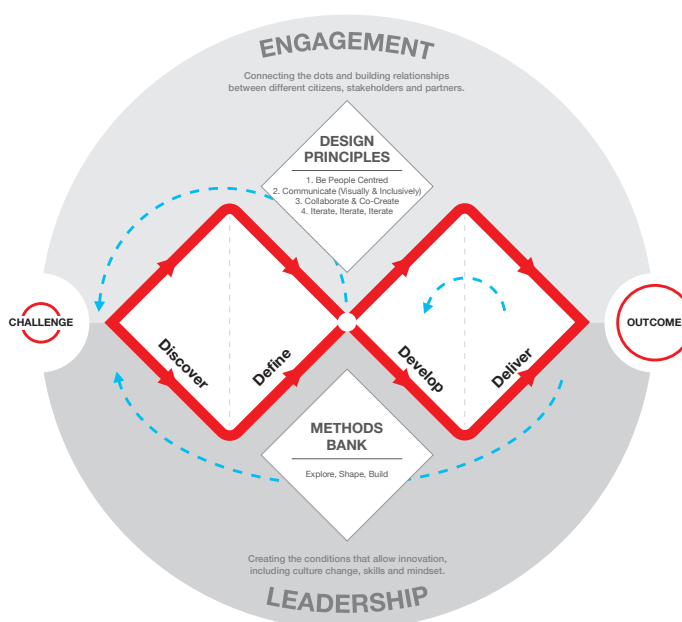 ENGAGEMENT
Connecting the dots and building relationships
between different citizens, stakeholders and partners.
DESIGN
PRINCIPLES
1. Be People Centred
2. Communicate (Visually & Inclusively)
3. Collaborate & Co-Create
4. Iterate, Iterate, Iterate
CHALLENGE
OUTCOME
Discover
Define
Develop
Deliver
METHODS
BANK
Explore, Shape, Build
Creating the conditions that allow innovation,
including culture change, skills and mindset.
LEADERSHIP